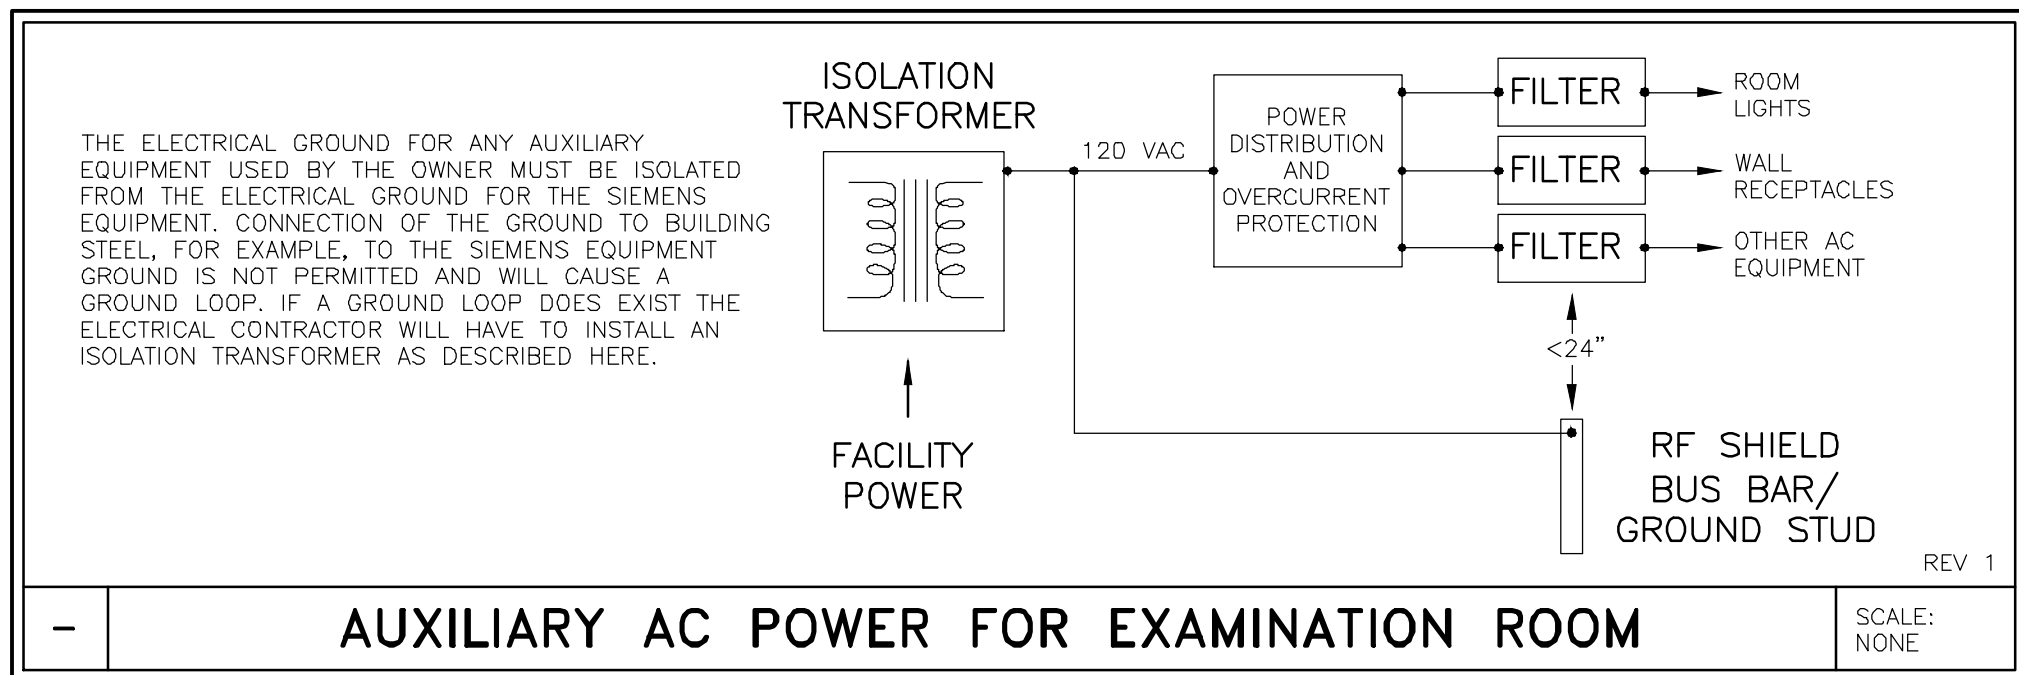 THE ELECTRICAL GROUND FOR ANY AUXILIARY
EQUIPMENT USED BY THE OWNER MUST BE ISOLATED
FROM THE ELECTRICAL GROUND FOR THE SIEMENS
EQUIPMENT. CONNECTION OF THE GROUND TO BUILDING
STEEL, FOR EXAMPLE, TO THE SIEMENS EQUIPMENT
GROUND IS NOT PERMITTED AND WILL CAUSE A
GROUND LOOP. IF A GROUND LOOP DOES EXIST THE
ELECTRICAL CONTRACTOR WILL HAVE TO INSTALL AN
ISOLATION TRANSFORMER AS DESCRIBED HERE.
ISOLATION
TRANSFORMER
FACILITY
POWER
120 VAC
POWER
DISTRIBUTION
AND
OVERCURRENT
PROTECTION
FILTER
ROOM
LIGHTS
FILTER
WALL
RECEPTACLES
FILTER
OTHER AC
EQUIPMENT
<24"
RF SHIELD
BUS BAR/
GROUND STUD
REV 1
-
AUXILIARY AC POWER FOR EXAMINATION ROOM
SCALE:
NONE